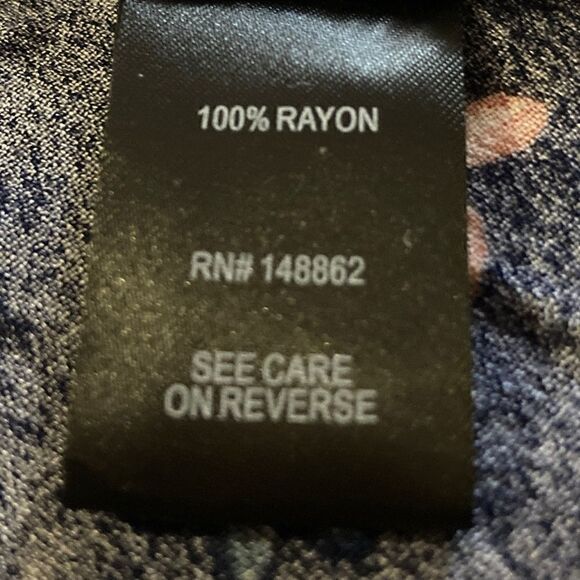 100% RAYON
RN# 148862
SEE CARE
ON REVERSE